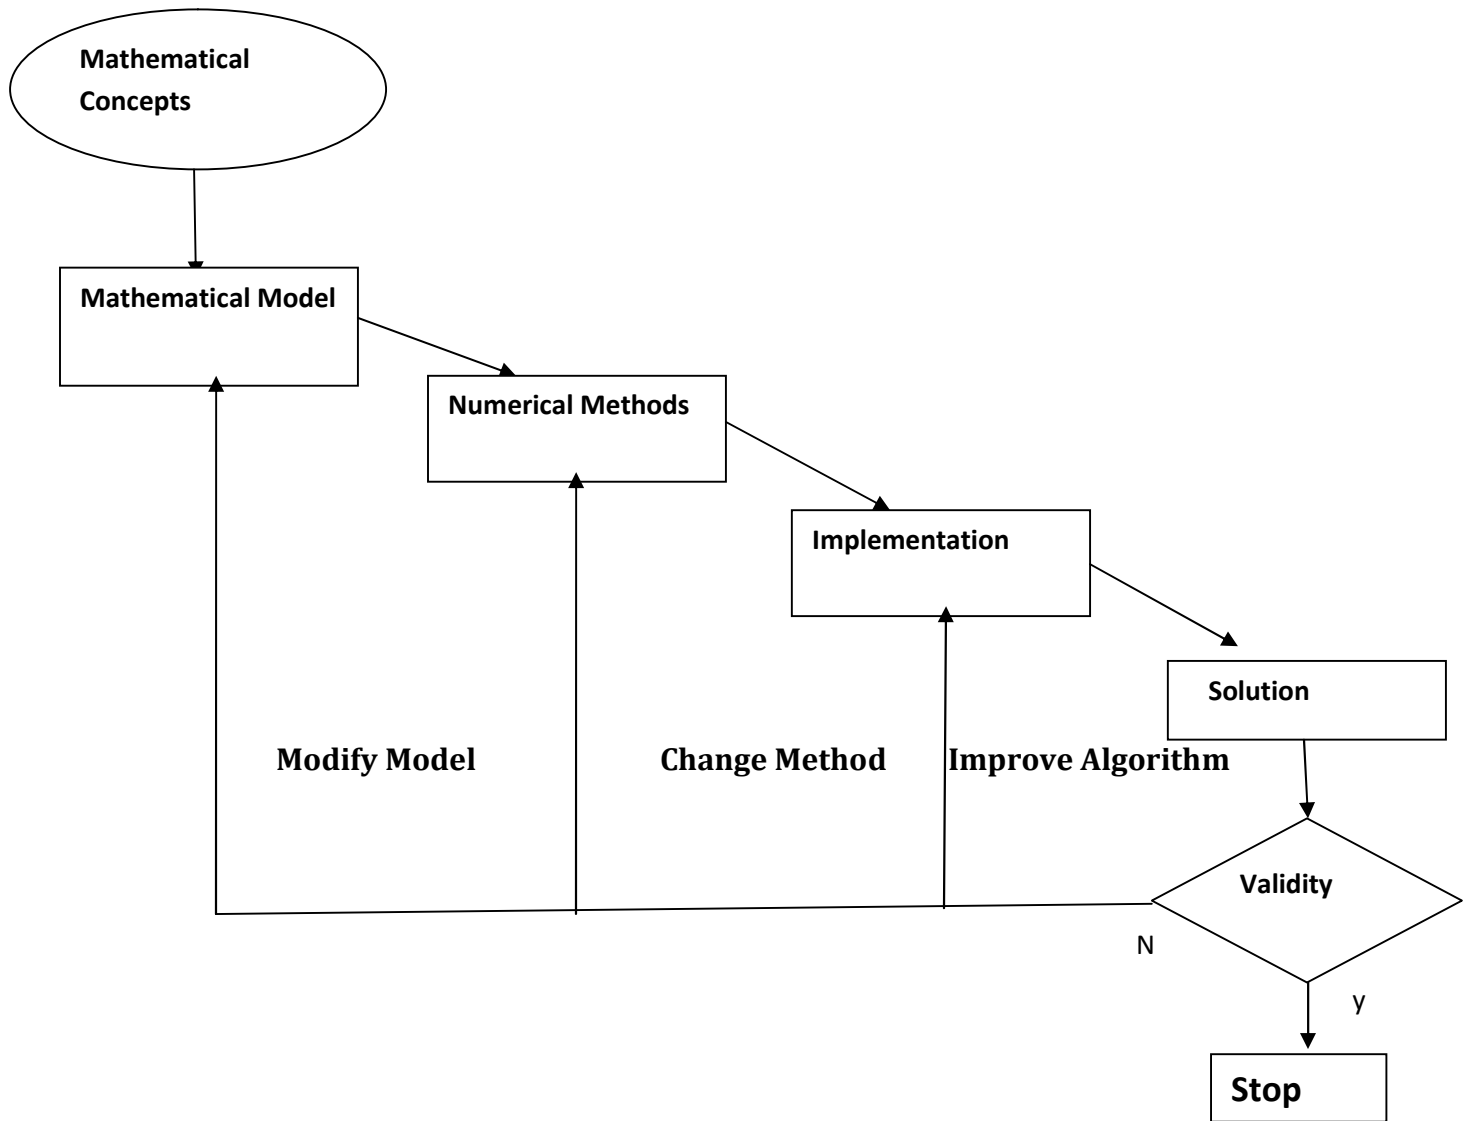 Mathematical
Concepts
Mathematical Model
Numerical Methods
Implementation
Solution
Modify Model
Change Method
Improve Algorithm
Validity
N
y
Stop